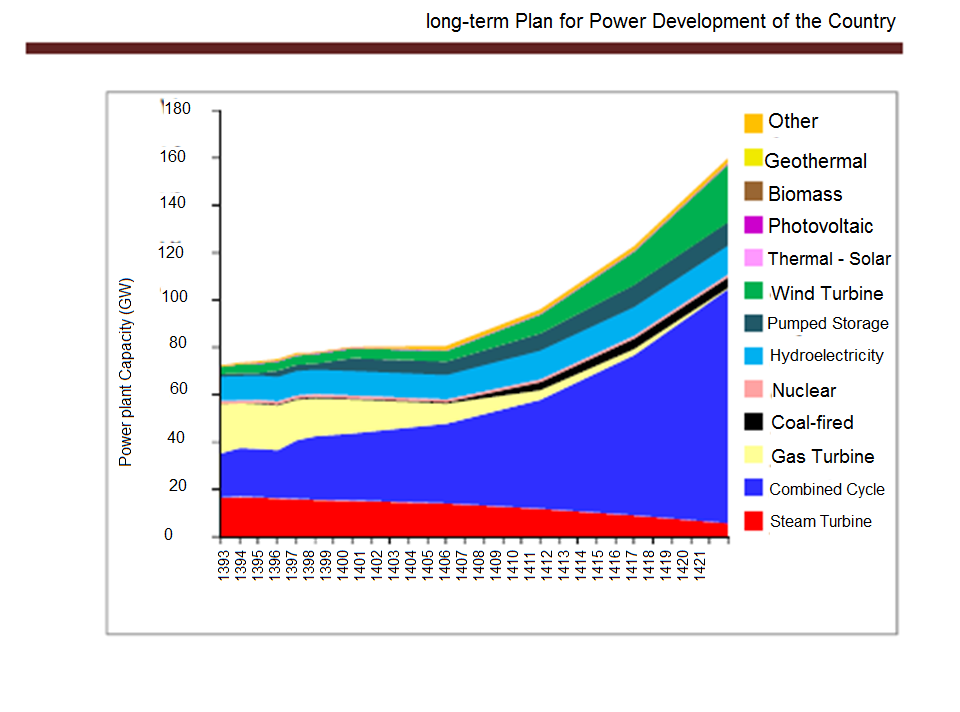 long-term Plan for Power Development of the Country
Power plant Capacity (GW)
180
160
140
120
100
80
60
40
20
0
1393
1394
1395
1396
1397
1398
1399
1400
1401
1402
1403
1404
1405
1406
1407
1408
1409
1410
1411
1412
1413
1414
1415
1416
1417
1418
1419
1420
1421
Other
Geothermal
Biomass
Photovoltaic
Thermal - Solar
Wind Turbine
Pumped Storage
Hydroelectricity
Nuclear
Coal-fired
Gas Turbine
Combined Cycle
Steam Turbine